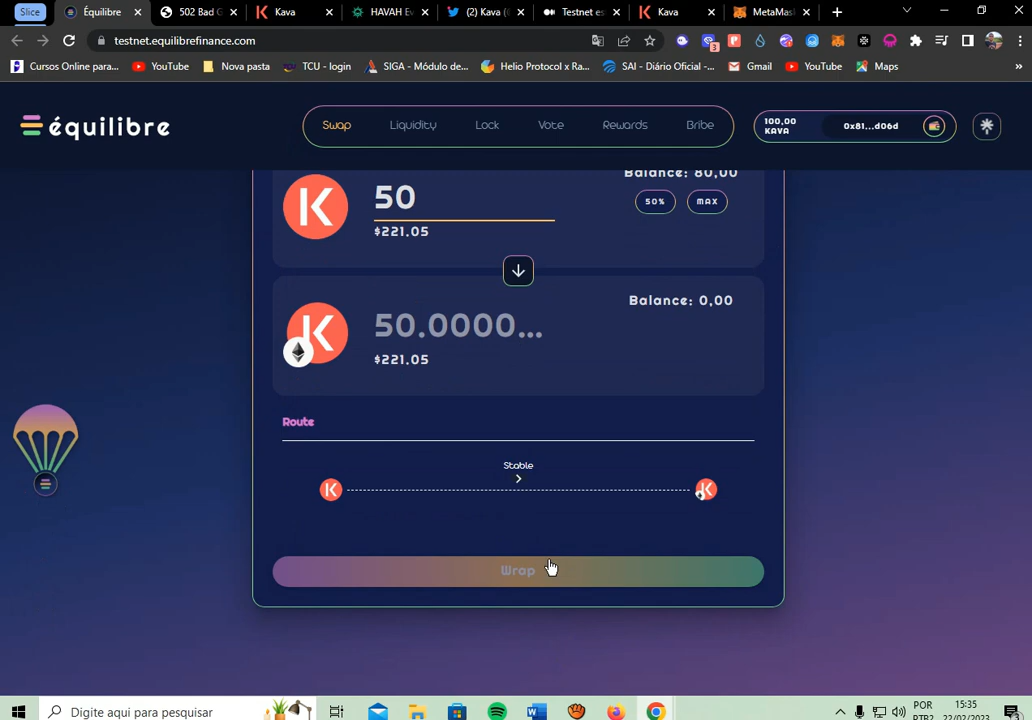 Slice
Équilibre
502 Bad G
Kava
HAVAH Ev
(2) Kava (
Testnet es
Kava
MetaMas
testnet.equilibrefinance.com
3
Cursos Online para...
YouTube
Nova pasta
TCU - login
SIGA - Módulo de...
Helio Protocol x Ra...
SAI - Diário Oficial -...
Gmail
YouTube
Maps
»
équilibre
Swap
Liquidity
Lock
Vote
Rewards
Bribe
100,00
KAVA
0x81...d06d
Balance: 80,00
50
50%
MAX
$221.05
Balance: 0,00
50.0000...
$221.05
Route
Stable
Wrap
Digite aqui para pesquisar
POR
PTB2
15:35
22/02/2023